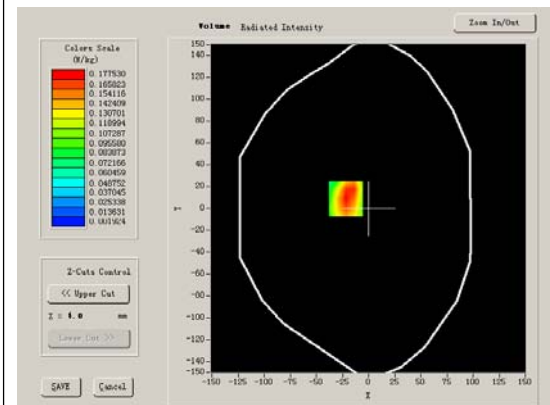 Volume Radiated Intensity
Zoom In/Out
Colors Scale
(W/kg)
0.177530
0.165823
0.154116
0.142409
0.130701
0.118994
0.107287
0.095580
0.083873
0.072166
0.060459
0.048752
0.037045
0.025338
0.013631
0.001924
Z-Cuts Control
<< Upper Cut
Z = 4.0 mm
Lower Cut >>
SAVE
Cancel
150
140
120
100
80
60
40
20
0
-20
-40
-60
-80
-100
-120
-140
-150
Y
-150 -125 -100 -75 -50 -25 0 25 50 75 100 125 150
X